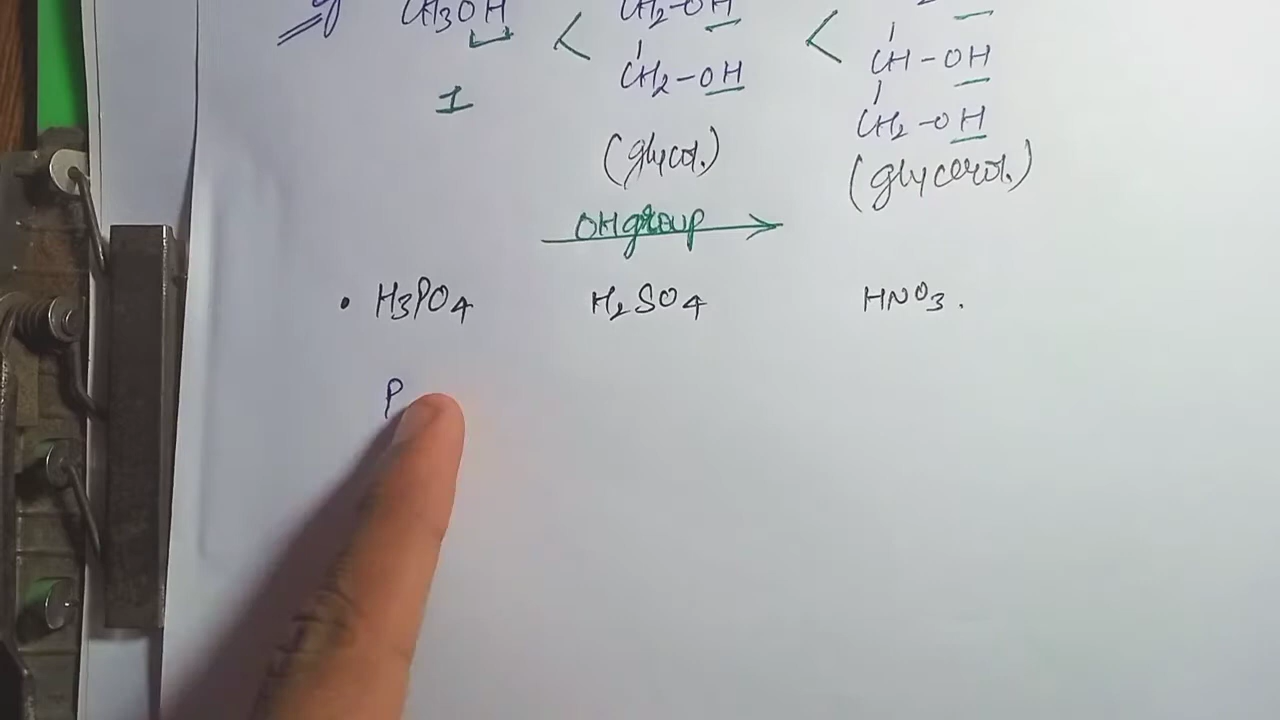 CH3OH < CH2-OH <
CH2-OH CH-OH
1 CH2-OH
(glycol.) (glycerol.)
OH group
• H3PO4 H2SO4 HNO3.
P